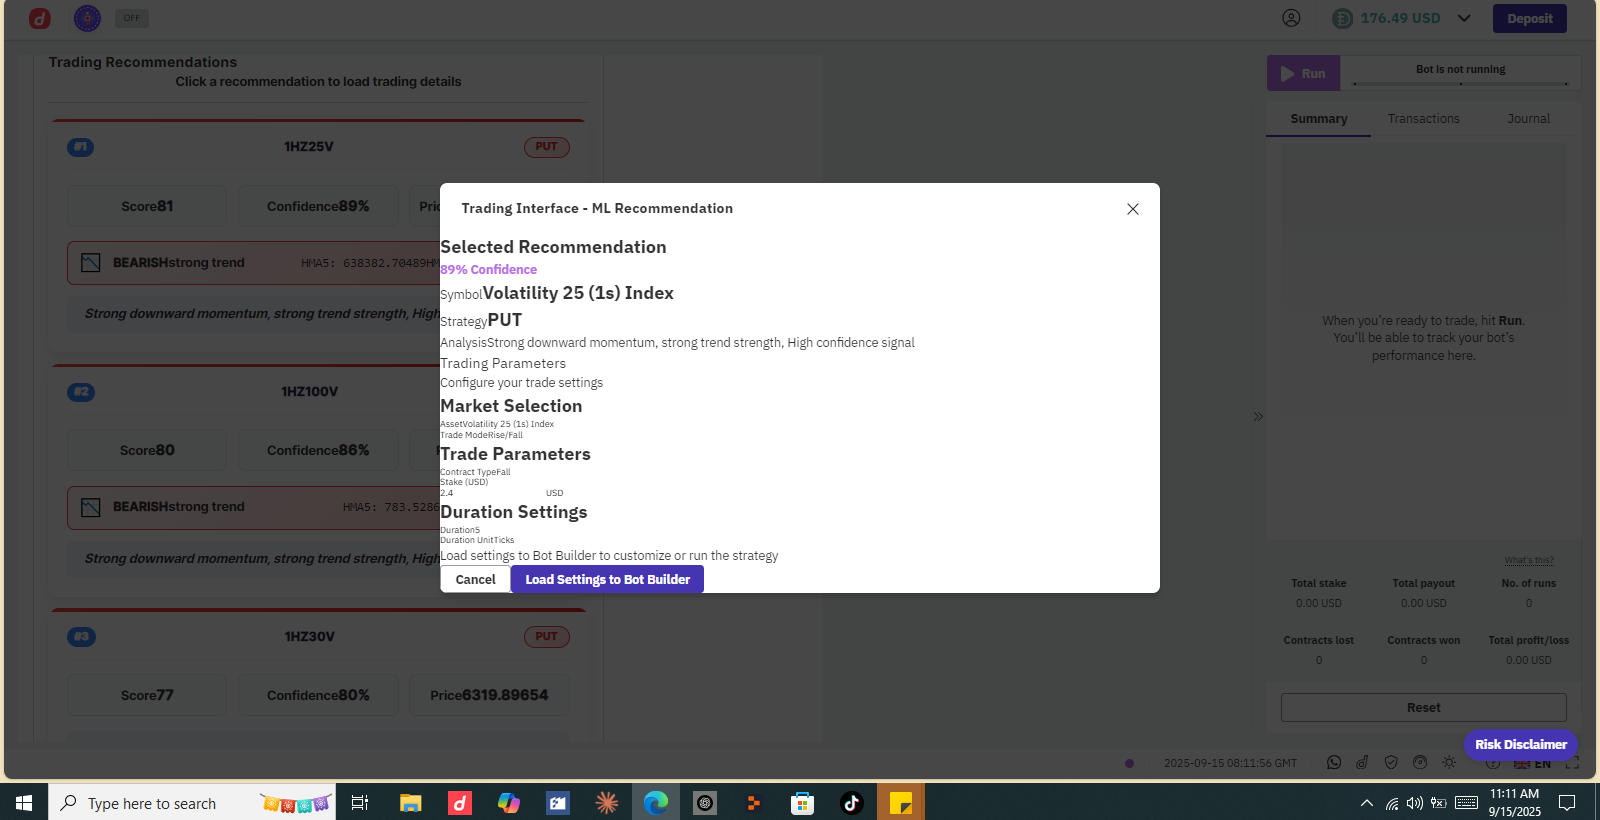 OFF
176.49 USD
Deposit
Trading Recommendations
Click a recommendation to load trading details
Run
Bot is not running
Summary
Transactions
Journal
#1
1HZ25V
PUT
Score81
Confidence89%
BEARISHstrong trend
HMA5: 638382.70489
Strong downward momentum, strong trend strength, High
#2
1HZ100V
Score80
Confidence86%
BEARISHstrong trend
HMA5: 783.5286
Strong downward momentum, strong trend strength, High
#3
1HZ30V
PUT
Score77
Confidence80%
Price6319.89654
Trading Interface - ML Recommendation
Selected Recommendation
89% Confidence
SymbolVolatility 25 (1s) Index
StrategyPUT
AnalysisStrong downward momentum, strong trend strength, High confidence signal
Trading Parameters
Configure your trade settings
Market Selection
AssetVolatility 25 (1s) Index
Trade ModeRise/Fall
Trade Parameters
Contract TypeFall
Stake (USD)
2.4 USD
Duration Settings
Duration5
Duration UnitTicks
Load settings to Bot Builder to customize or run the strategy
Cancel
Load Settings to Bot Builder
When you're ready to trade, hit Run.
You'll be able to track your bot's
performance here.
What's this?
Total stake
Total payout
No. of runs
0.00 USD
0.00 USD
0
Contracts lost
Contracts won
Total profit/loss
0
0
0.00 USD
Reset
Risk Disclaimer
2025-09-15 08:11:56 GMT
EN
Type here to search
11:11 AM
9/15/2025